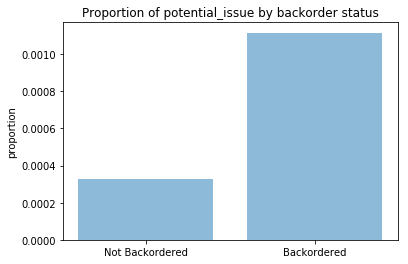 Proportion of potential_issue by backorder status
proportion
0.0010
0.0008
0.0006
0.0004
0.0002
0.0000
Not Backordered
Backordered